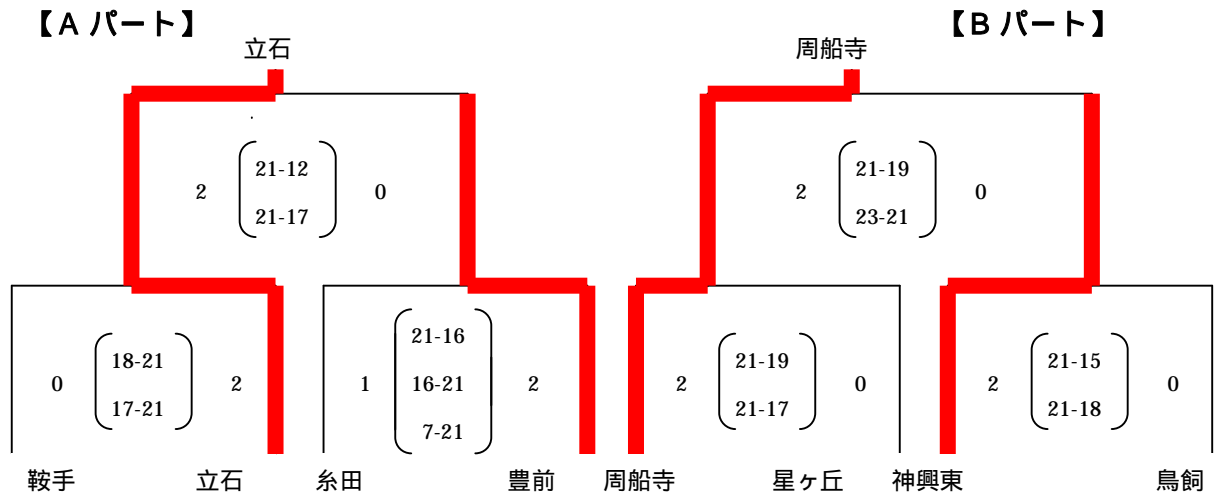 【A パート】 【B パート】
立石 周船寺
21-12 21-19
2 0 2 0
21-17 23-21
21-16
18-21 21-19 21-15
0 2 1 16-21 2 2 0 2 0
17-21 21-17 21-18
7-21
鞍手 立石 糸田 豊前 周船寺 星ヶ丘 神興東 鳥飼